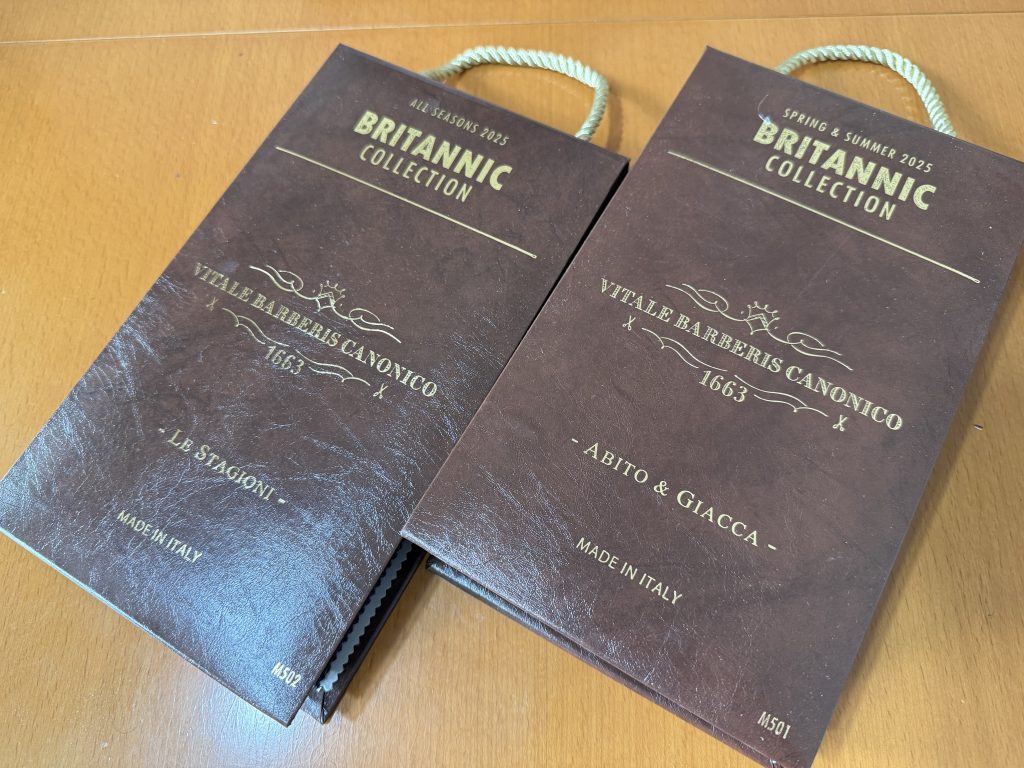 ALL SEASONS 2025
BRITANNIC
COLLECTION
VITALE BARBERIS CANONICO
1663
- LE STAGIONI -
MADE IN ITALY
M502
SPRING & SUMMER 2025
BRITANNIC
COLLECTION
VITALE BARBERIS CANONICO
1663
- ABITO & GIACCA -
MADE IN ITALY
M501